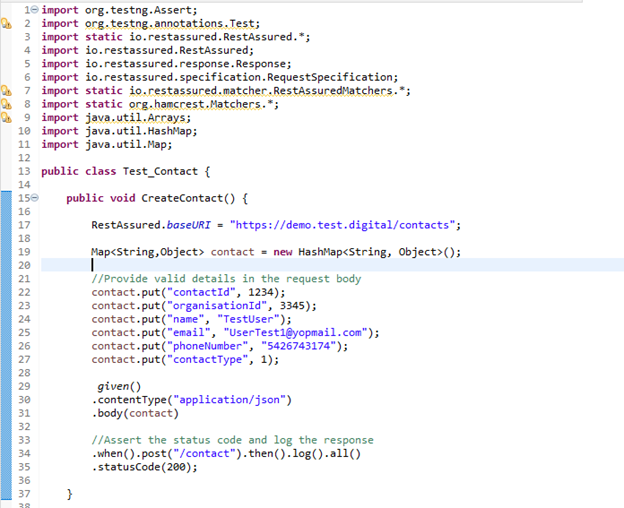 1 import org.testng.Assert;
2 import org.testng.annotations.Test;
3 import static io.restassured.RestAssured.*;
4 import io.restassured.RestAssured;
5 import io.restassured.response.Response;
6 import io.restassured.specification.RequestSpecification;
7 import static io.restassured.matcher.RestAssuredMatchers.*;
8 import static org.hamcrest.Matchers.*;
9 import java.util.Arrays;
10 import java.util.HashMap;
11 import java.util.Map;
12
13 public class Test_Contact {
14
15 public void CreateContact() {
16
17 RestAssured.baseURI = "https://demo.test.digital/contacts";
18
19 Map<String,Object> contact = new HashMap<String, Object>();
20
21 //Provide valid details in the request body
22 contact.put("contactId", 1234);
23 contact.put("organisationId", 3345);
24 contact.put("name", "TestUser");
25 contact.put("email", "UserTest1@yopmail.com");
26 contact.put("phoneNumber", "5426743174");
27 contact.put("contactType", 1);
28
29 given()
30 .contentType("application/json")
31 .body(contact)
32
33 //Assert the status code and log the response
34 .when().post("/contact").then().log().all()
35 .statusCode(200);
36
37 }
38